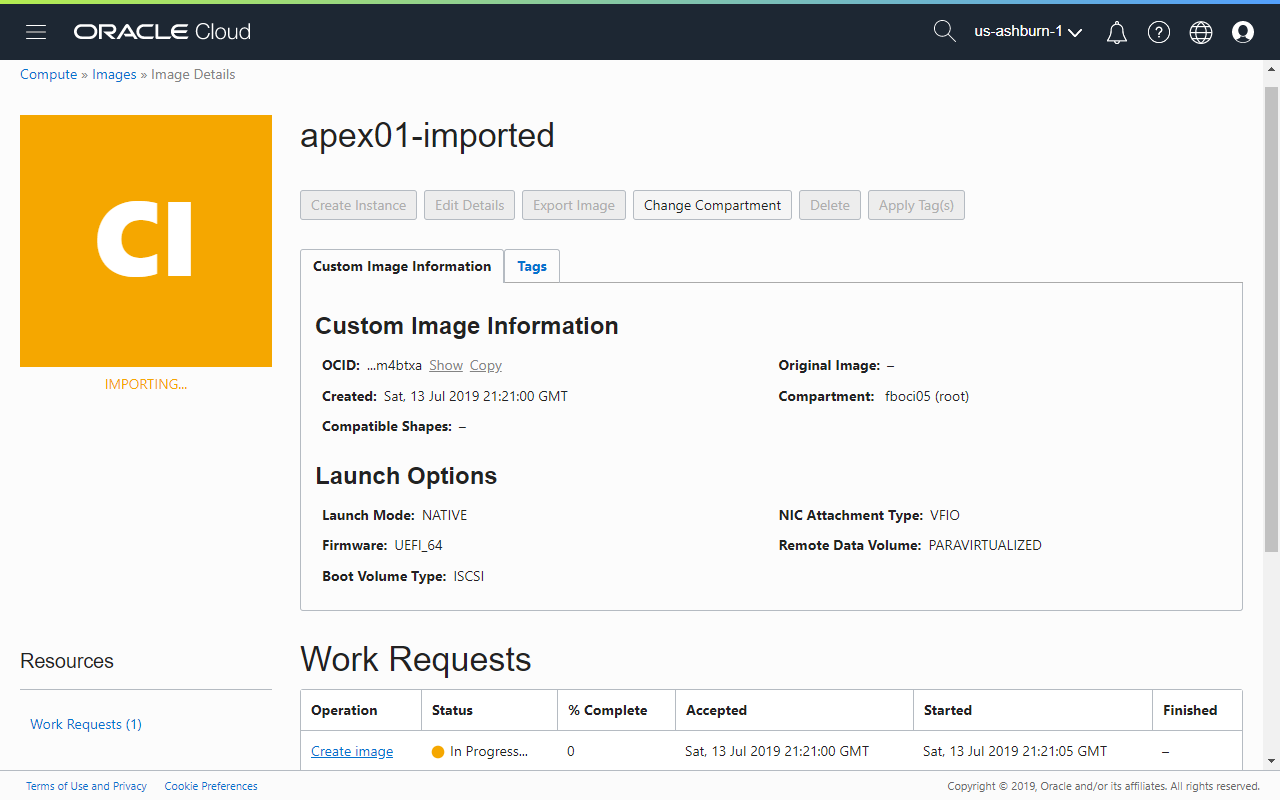 ORACLE Cloud
us-ashburn-1
Compute » Images » Image Details
CI
IMPORTING...
apex01-imported
Create Instance Edit Details Export Image Change Compartment Delete Apply Tag(s)
Custom Image Information Tags
Custom Image Information
OCID: ...m4btxa Show Copy Original Image: –
Created: Sat, 13 Jul 2019 21:21:00 GMT Compartment: fboci05 (root)
Compatible Shapes: –
Launch Options
Launch Mode: NATIVE NIC Attachment Type: VFIO
Firmware: UEFI_64 Remote Data Volume: PARAVIRTUALIZED
Boot Volume Type: ISCSI
Resources
Work Requests (1)
Work Requests
Operation Status % Complete Accepted Started Finished
Create image In Progress... 0 Sat, 13 Jul 2019 21:21:00 GMT Sat, 13 Jul 2019 21:21:05 GMT –
Terms of Use and Privacy Cookie Preferences Copyright © 2019, Oracle and/or its affiliates. All rights reserved.